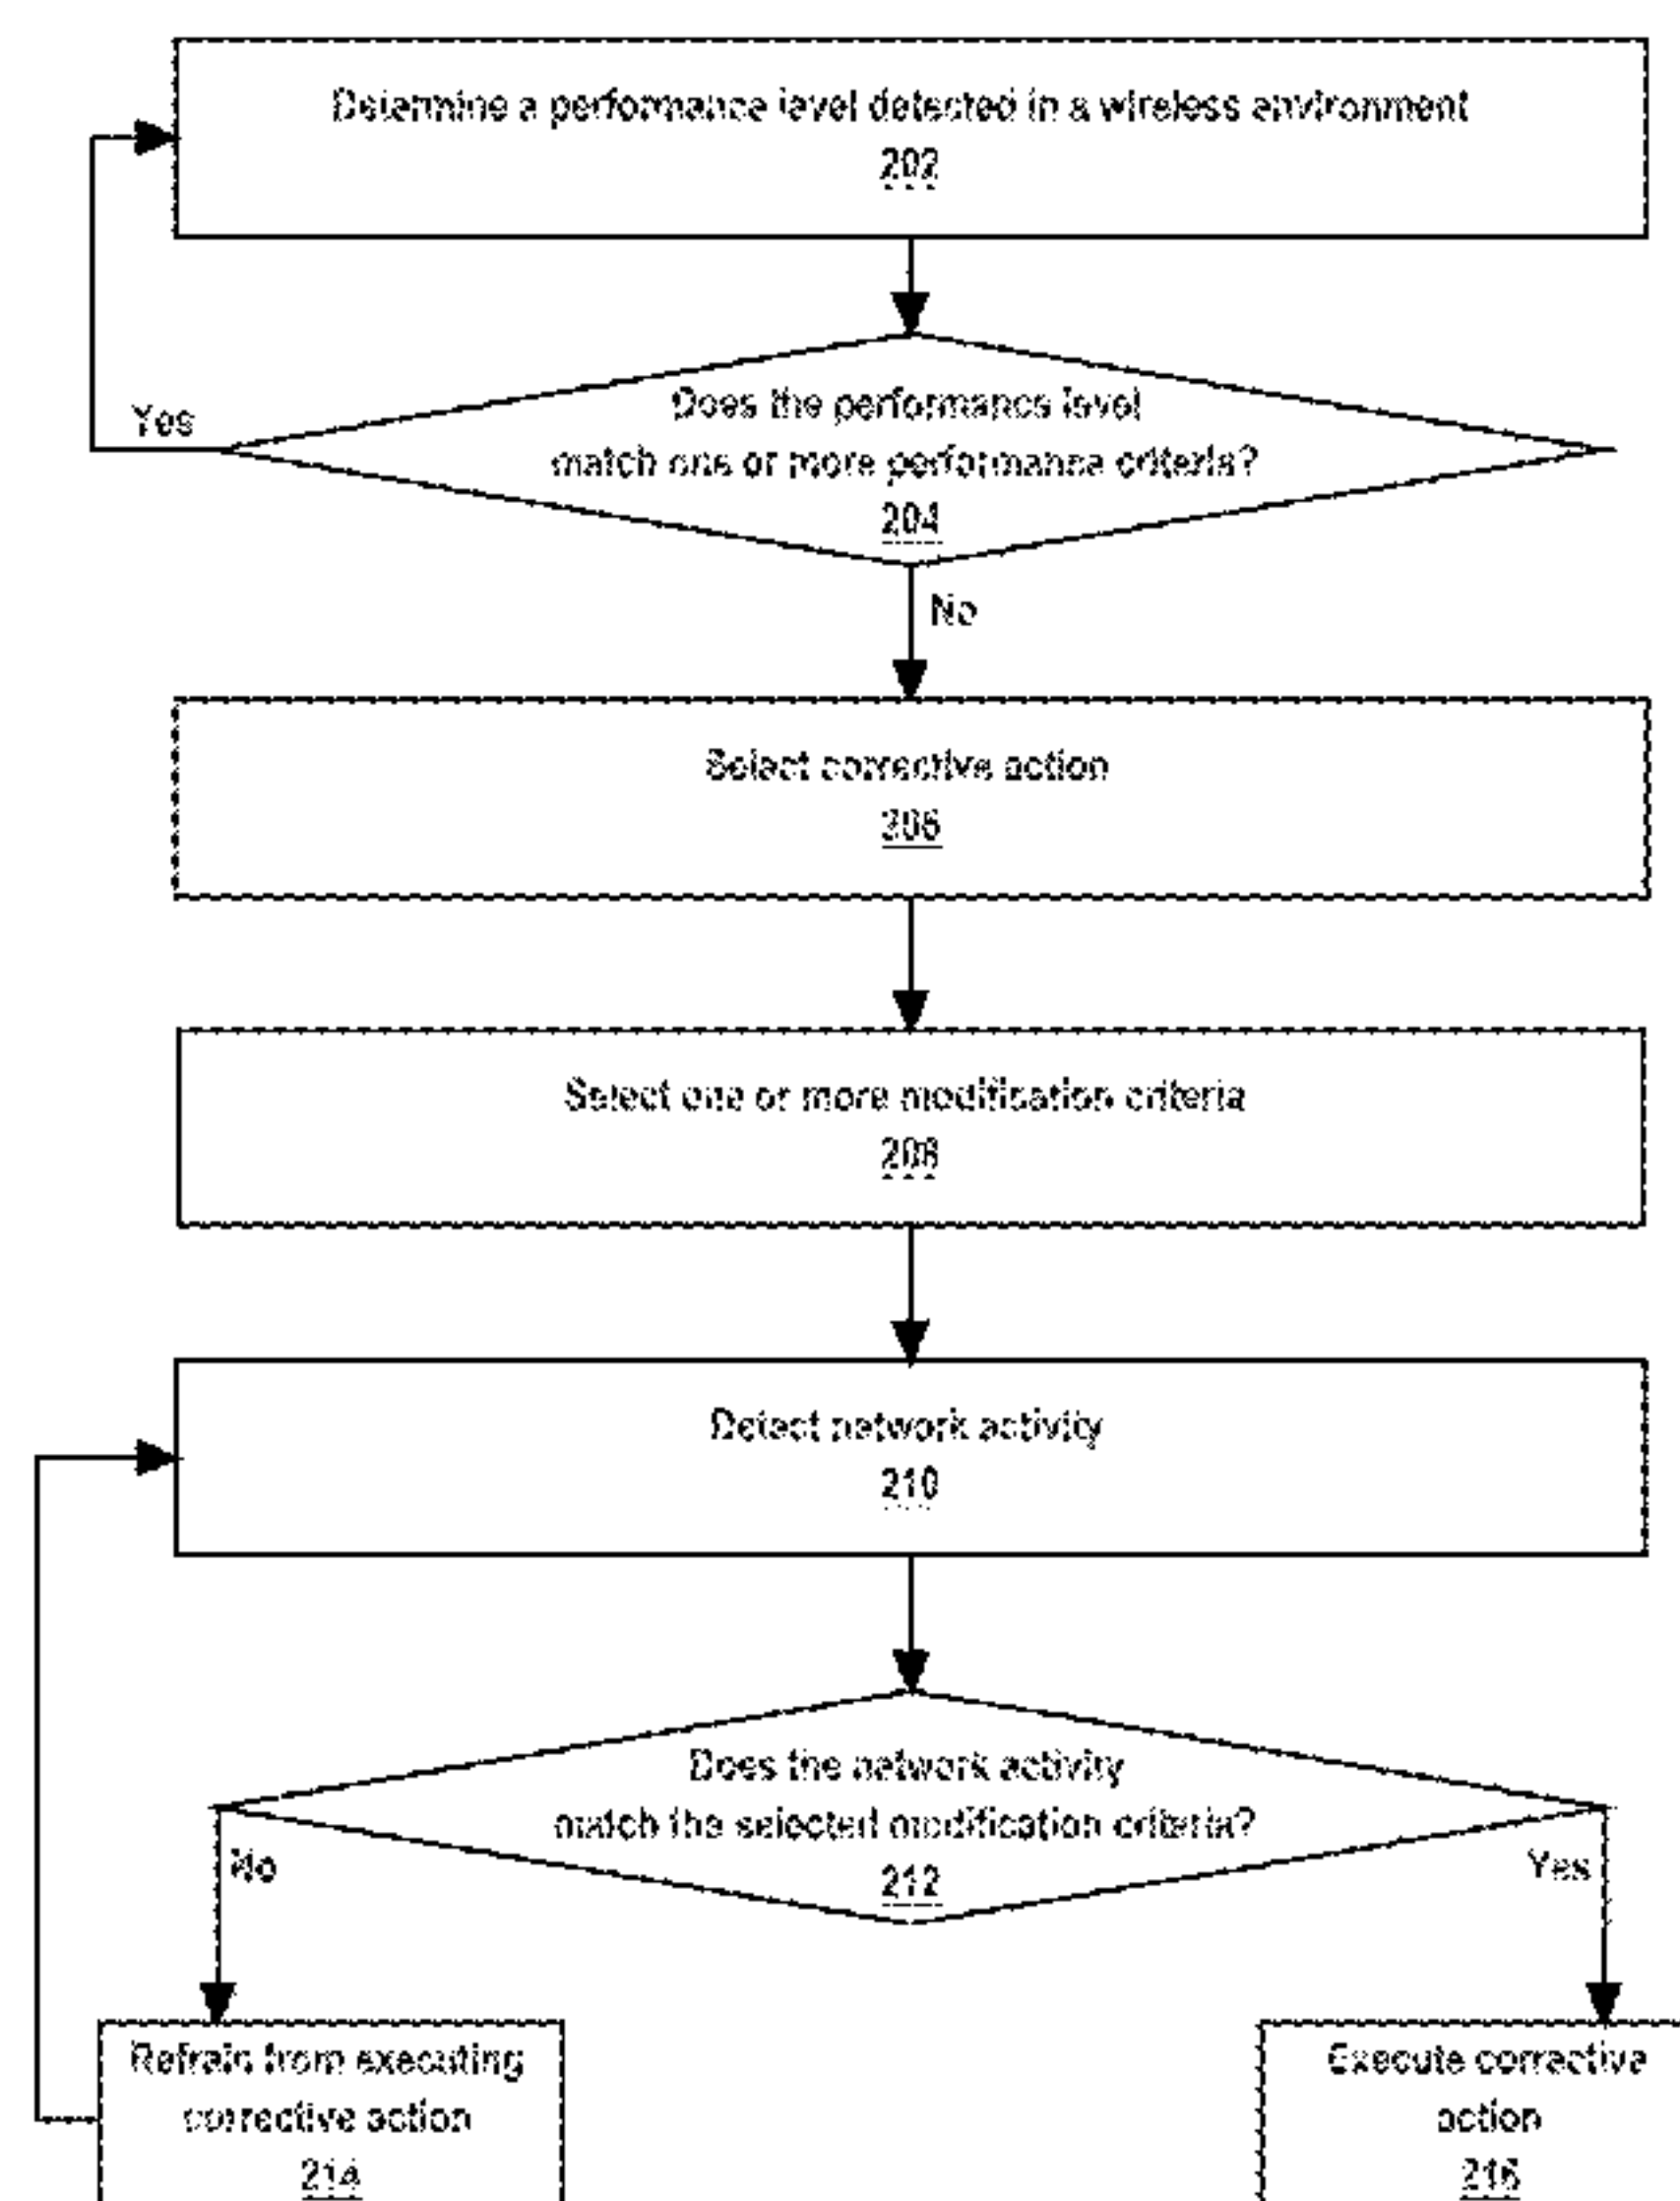 Determine a performance level detected in a wireless environment
202
Does the performance level
match one or more performance criteria?
204
Yes
No
Select corrective action
206
Select one or more modification criteria
208
Detect network activity
210
Does the network activity
match the selected modification criteria?
212
No
Yes
Refrain from executing
corrective action
214
Execute corrective
action
216